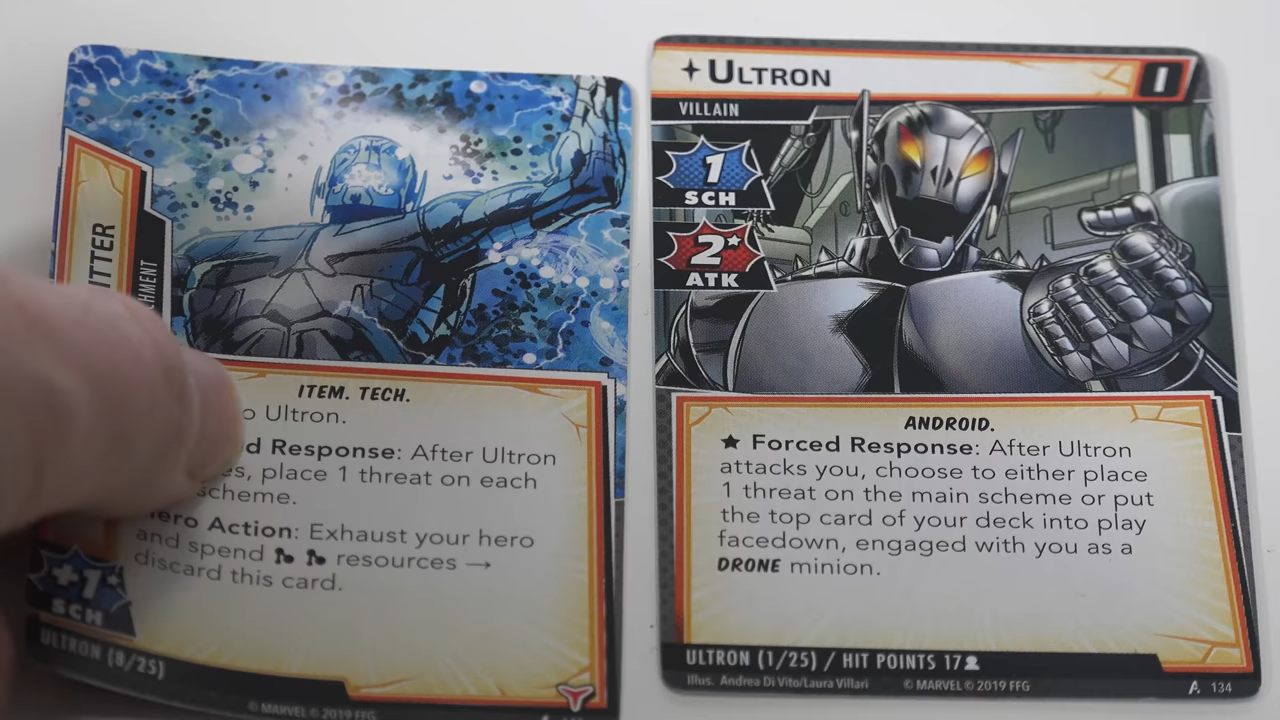 ITTER
HMENT
ITEM. TECH.
o Ultron.
d Response: After Ultron
es, place 1 threat on each
scheme.
ero Action: Exhaust your hero
and spend resources →
discard this card.
+1★
SCH
ULTRON (8/25)
© MARVEL © 2019 FFG
ULTRON
I
VILLAIN
1
SCH
2★
ATK
ANDROID.
★ Forced Response: After Ultron
attacks you, choose to either place
1 threat on the main scheme or put
the top card of your deck into play
facedown, engaged with you as a
DRONE minion.
ULTRON (1/25) / HIT POINTS 17
Illus. Andrea Di Vito/Laura Villari © MARVEL © 2019 FFG
134